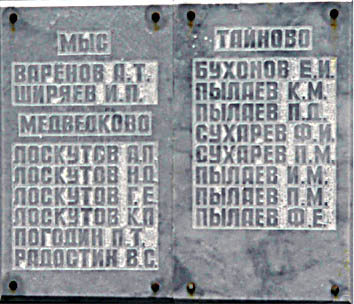 МЫС
ВАРЕНОВ А.Т.
ШИРЯЕВ И.П.
МЕДВЕДКОВО
ЛОСКУТОВ А.П.
ЛОСКУТОВ Н.Д.
ЛОСКУТОВ Г.Е.
ЛОСКУТОВ К.П.
ПОГОДИН П.Т.
РАДОСТИН В.С.
ТАЙНОВО
БУХОНОВ Е.И.
ПЫЛАЕВ К.М.
ПЫЛАЕВ П.Д.
СУХАРЕВ Ф.И.
СУХАРЕВ П.М.
ПЫЛАЕВ И.М.
ПЫЛАЕВ П.М.
ПЫЛАЕВ Ф.Е.